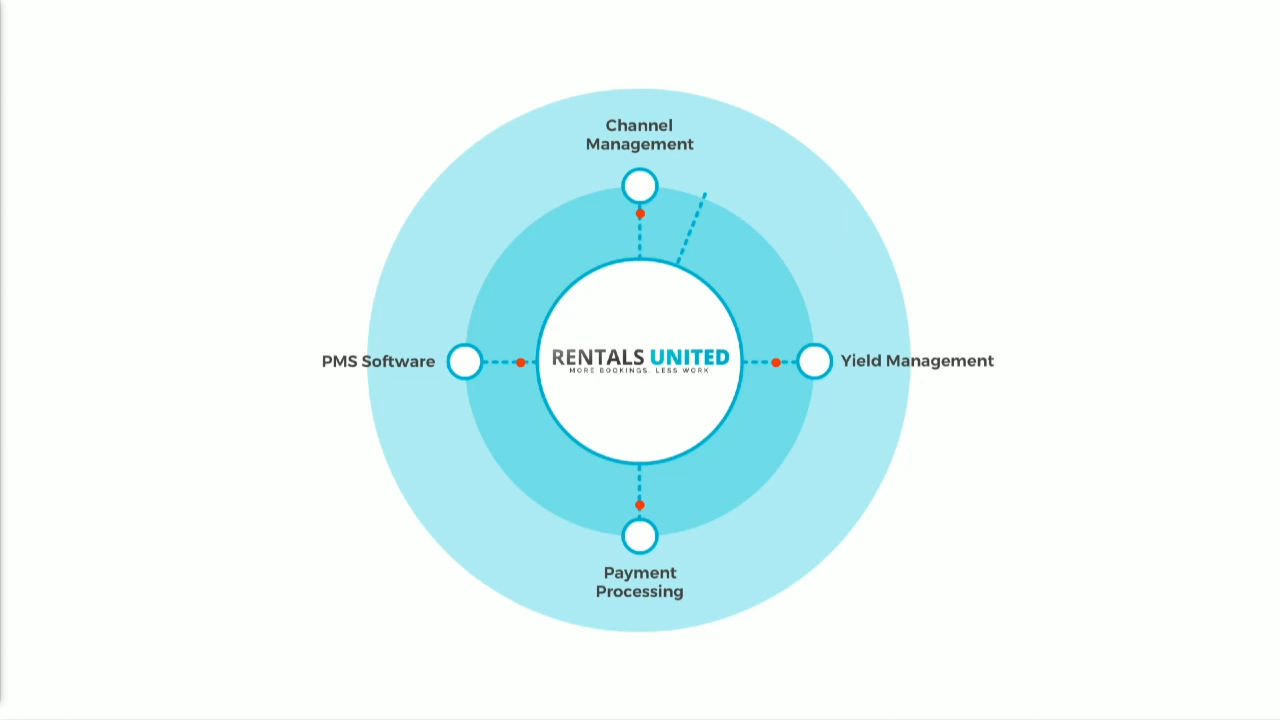 Channel
Management
PMS Software
RENTALS UNITED
MORE BOOKINGS. LESS WORK
Yield Management
Payment
Processing